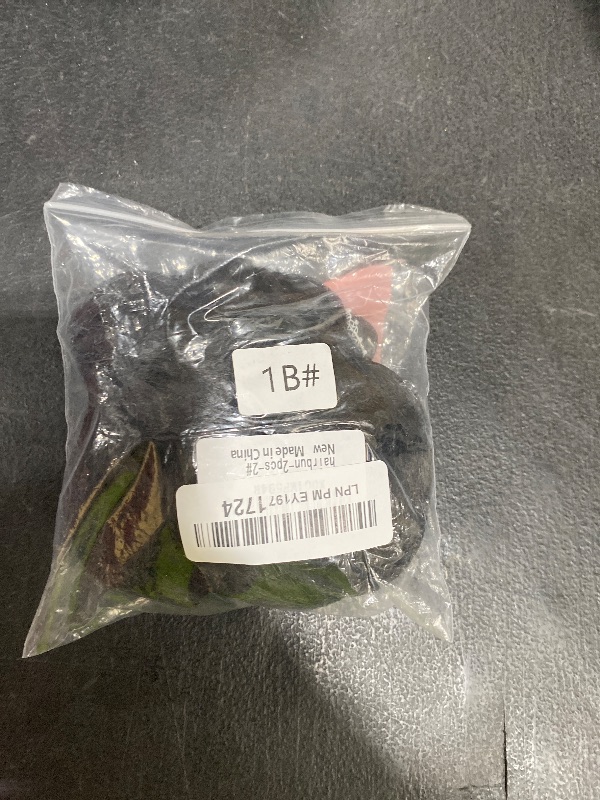 1B#
hairbun-2pcs-2#
New Made in China
LPN PM EY197 1724